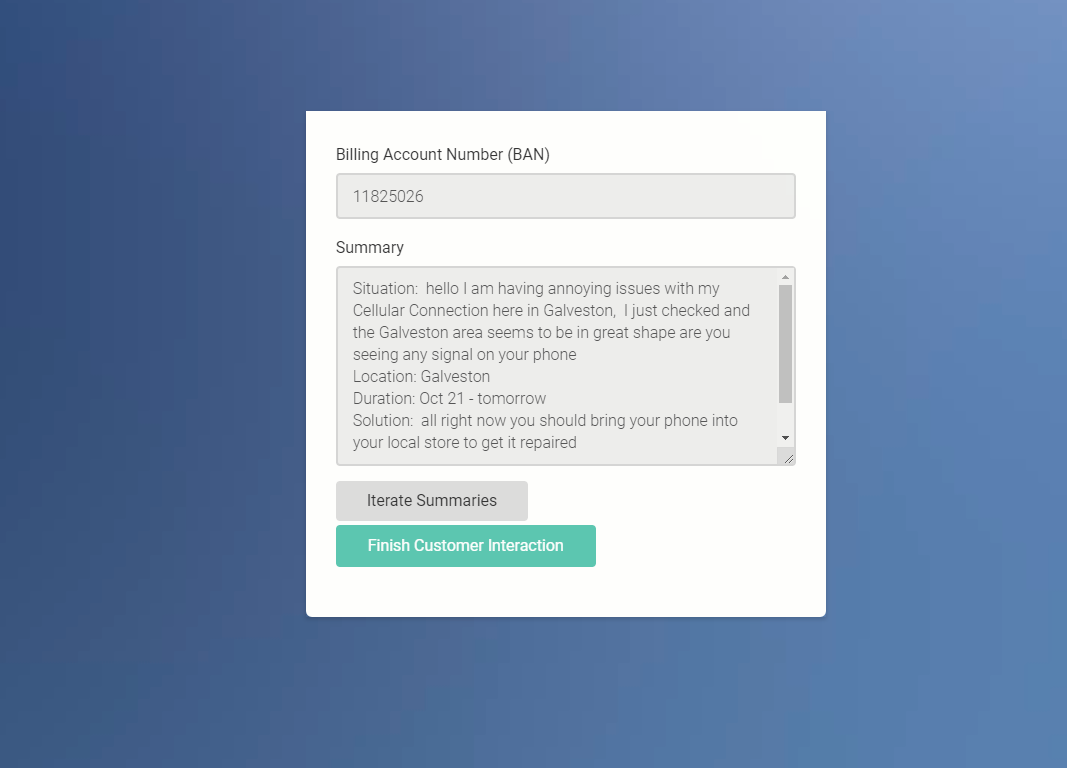 Billing Account Number (BAN)
11825026
Summary
Situation:  hello I am having annoying issues with my
Cellular Connection here in Galveston,  I just checked and
the Galveston area seems to be in great shape are you
seeing any signal on your phone
Location: Galveston
Duration: Oct 21 - tomorrow
Solution:  all right now you should bring your phone into
your local store to get it repaired
Iterate Summaries
Finish Customer Interaction